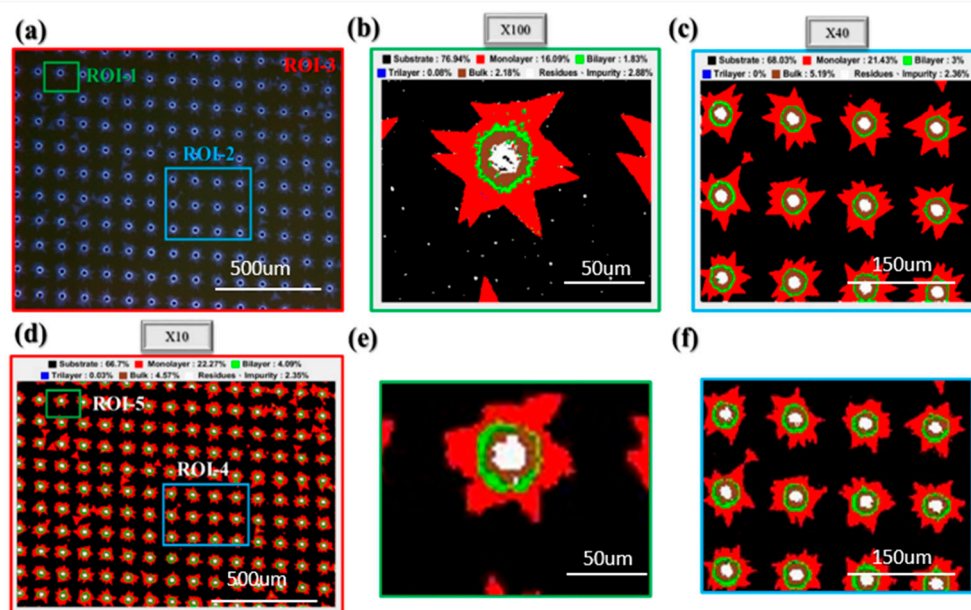 (a)
ROI-1
ROI-3
ROI-2
500um
(b)
X100
Substrate : 76.94% Monolayer : 16.09% Bilayer : 1.83%
Trilayer : 0.08% Bulk : 2.18% Residues、Impurity : 2.88%
50um
(c)
X40
Substrate : 68.03% Monolayer : 21.43% Bilayer : 3%
Trilayer : 0% Bulk : 5.19% Residues、Impurity : 2.36%
150um
(d)
X10
Substrate : 66.7% Monolayer : 22.27% Bilayer : 4.09%
Trilayer : 0.03% Bulk : 4.57% Residues、Impurity : 2.35%
ROI-5
ROI-4
500um
(e)
50um
(f)
150um